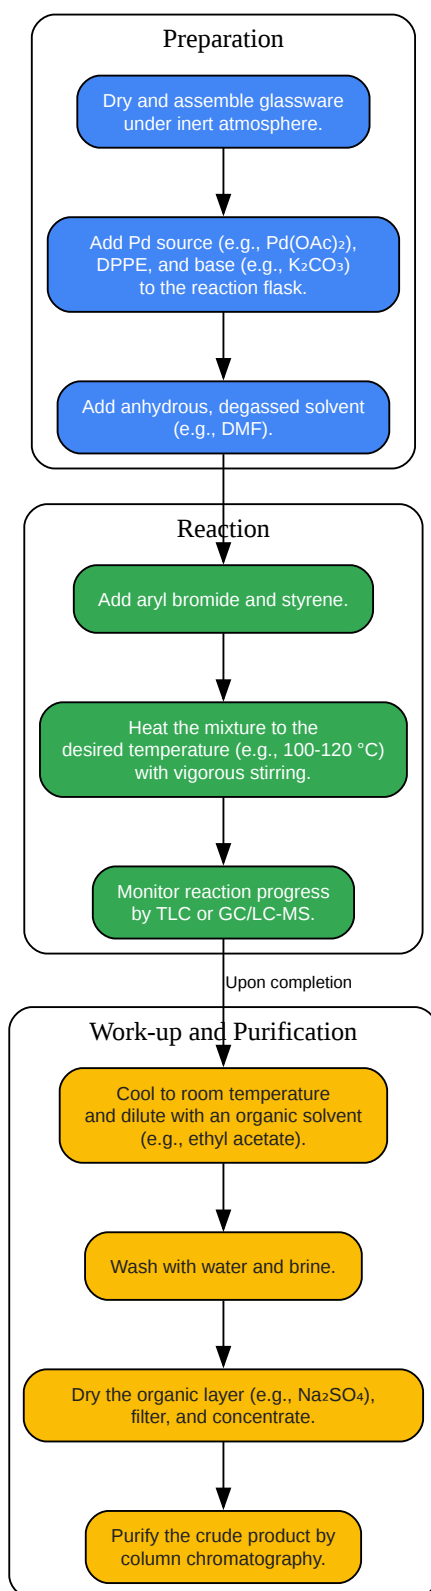 Preparation
Dry and assemble glassware
under inert atmosphere.
Add Pd source (e.g., Pd(OAc)₂),
DPPE, and base (e.g., K₂CO₃)
to the reaction flask.
Add anhydrous, degassed solvent
(e.g., DMF).
Reaction
Add aryl bromide and styrene.
Heat the mixture to the
desired temperature (e.g., 100-120 °C)
with vigorous stirring.
Monitor reaction progress
by TLC or GC/LC-MS.
Upon completion
Work-up and Purification
Cool to room temperature
and dilute with an organic solvent
(e.g., ethyl acetate).
Wash with water and brine.
Dry the organic layer (e.g., Na₂SO₄),
filter, and concentrate.
Purify the crude product by
column chromatography.